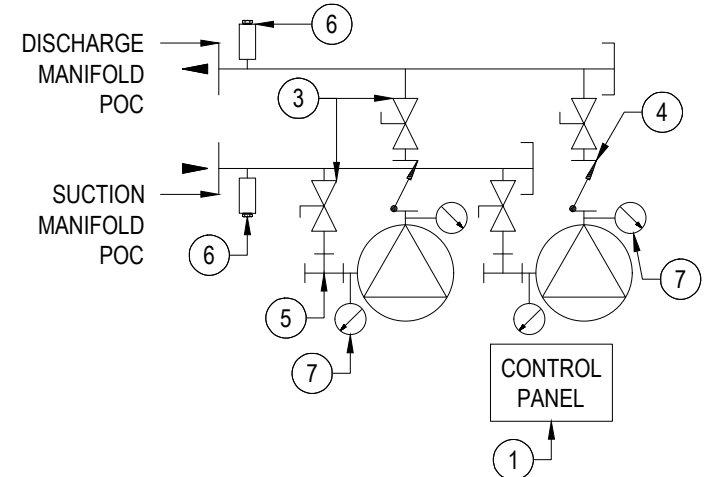 6
DISCHARGE
MANIFOLD
POC
3
4
SUCTION
MANIFOLD
POC
6
7
5
7
CONTROL
PANEL
1